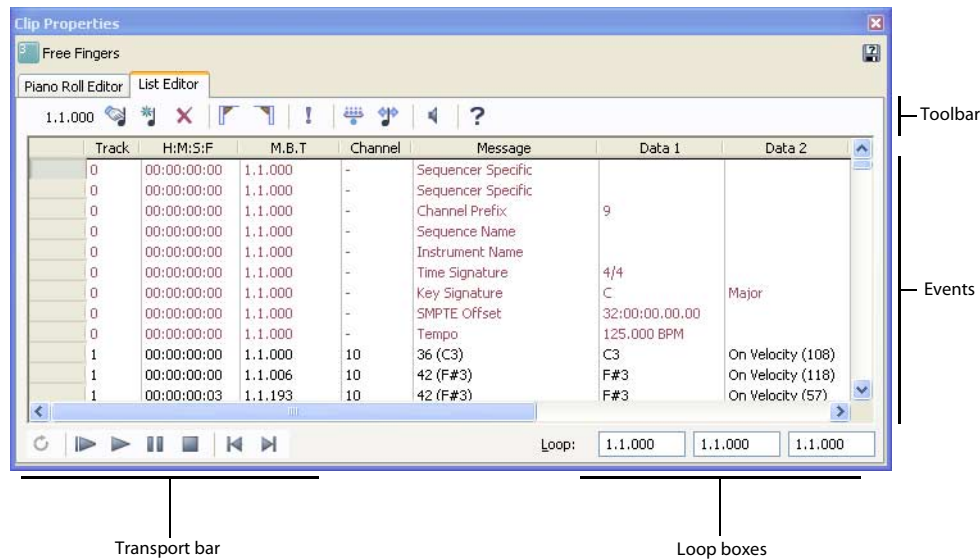 Clip Properties
3 Free Fingers
Piano Roll Editor List Editor
1.1.000
Toolbar
Track H:M:S:F M.B.T Channel Message Data 1 Data 2
0 00:00:00:00 1.1.000 - Sequencer Specific
0 00:00:00:00 1.1.000 - Sequencer Specific
0 00:00:00:00 1.1.000 - Channel Prefix 9
0 00:00:00:00 1.1.000 - Sequence Name
0 00:00:00:00 1.1.000 - Instrument Name
0 00:00:00:00 1.1.000 - Time Signature 4/4
0 00:00:00:00 1.1.000 - Key Signature C Major
Events
0 00:00:00:00 1.1.000 - SMPTE Offset 32:00:00.00.00
0 00:00:00:00 1.1.000 - Tempo 125.000 BPM
1 00:00:00:00 1.1.000 10 36 (C3) C3 On Velocity (108)
1 00:00:00:00 1.1.006 10 42 (F#3) F#3 On Velocity (118)
1 00:00:00:03 1.1.193 10 42 (F#3) F#3 On Velocity (57)
Loop: 1.1.000 1.1.000 1.1.000
Transport bar Loop boxes